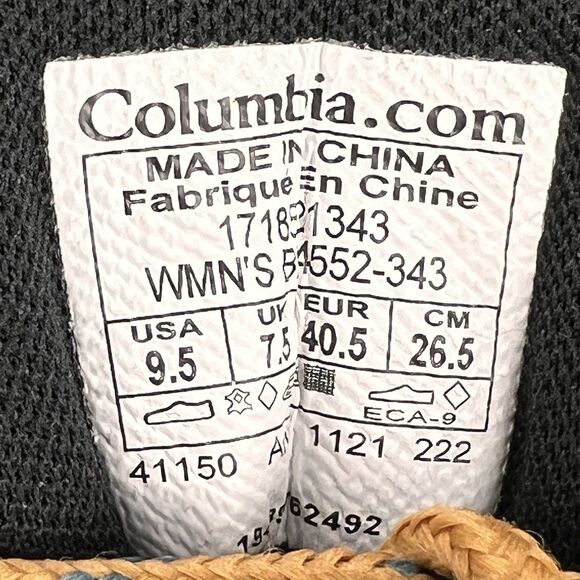 Columbia.com
MADE IN CHINA
Fabriqué En Chine
1343
WMN'S 4552-343
USA UK EUR CM
9.5 7.5 40.5 26.5
ECA-9
41150 1121 222
62492